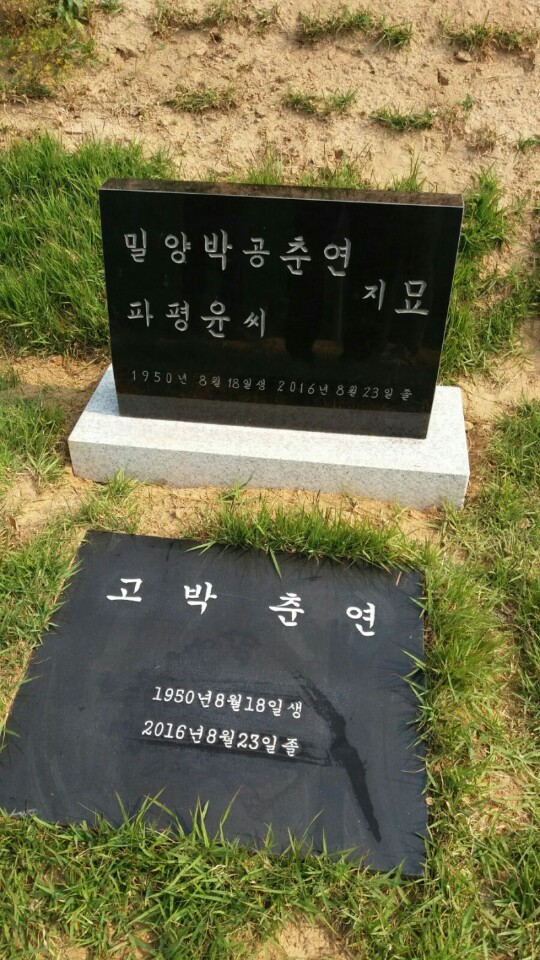 밀양박공춘연
파평윤씨
지묘
1950년 8월 18일생 2016년 8월 23일졸
고 박 춘 연
1950년8월18일생
2016년8월23일졸